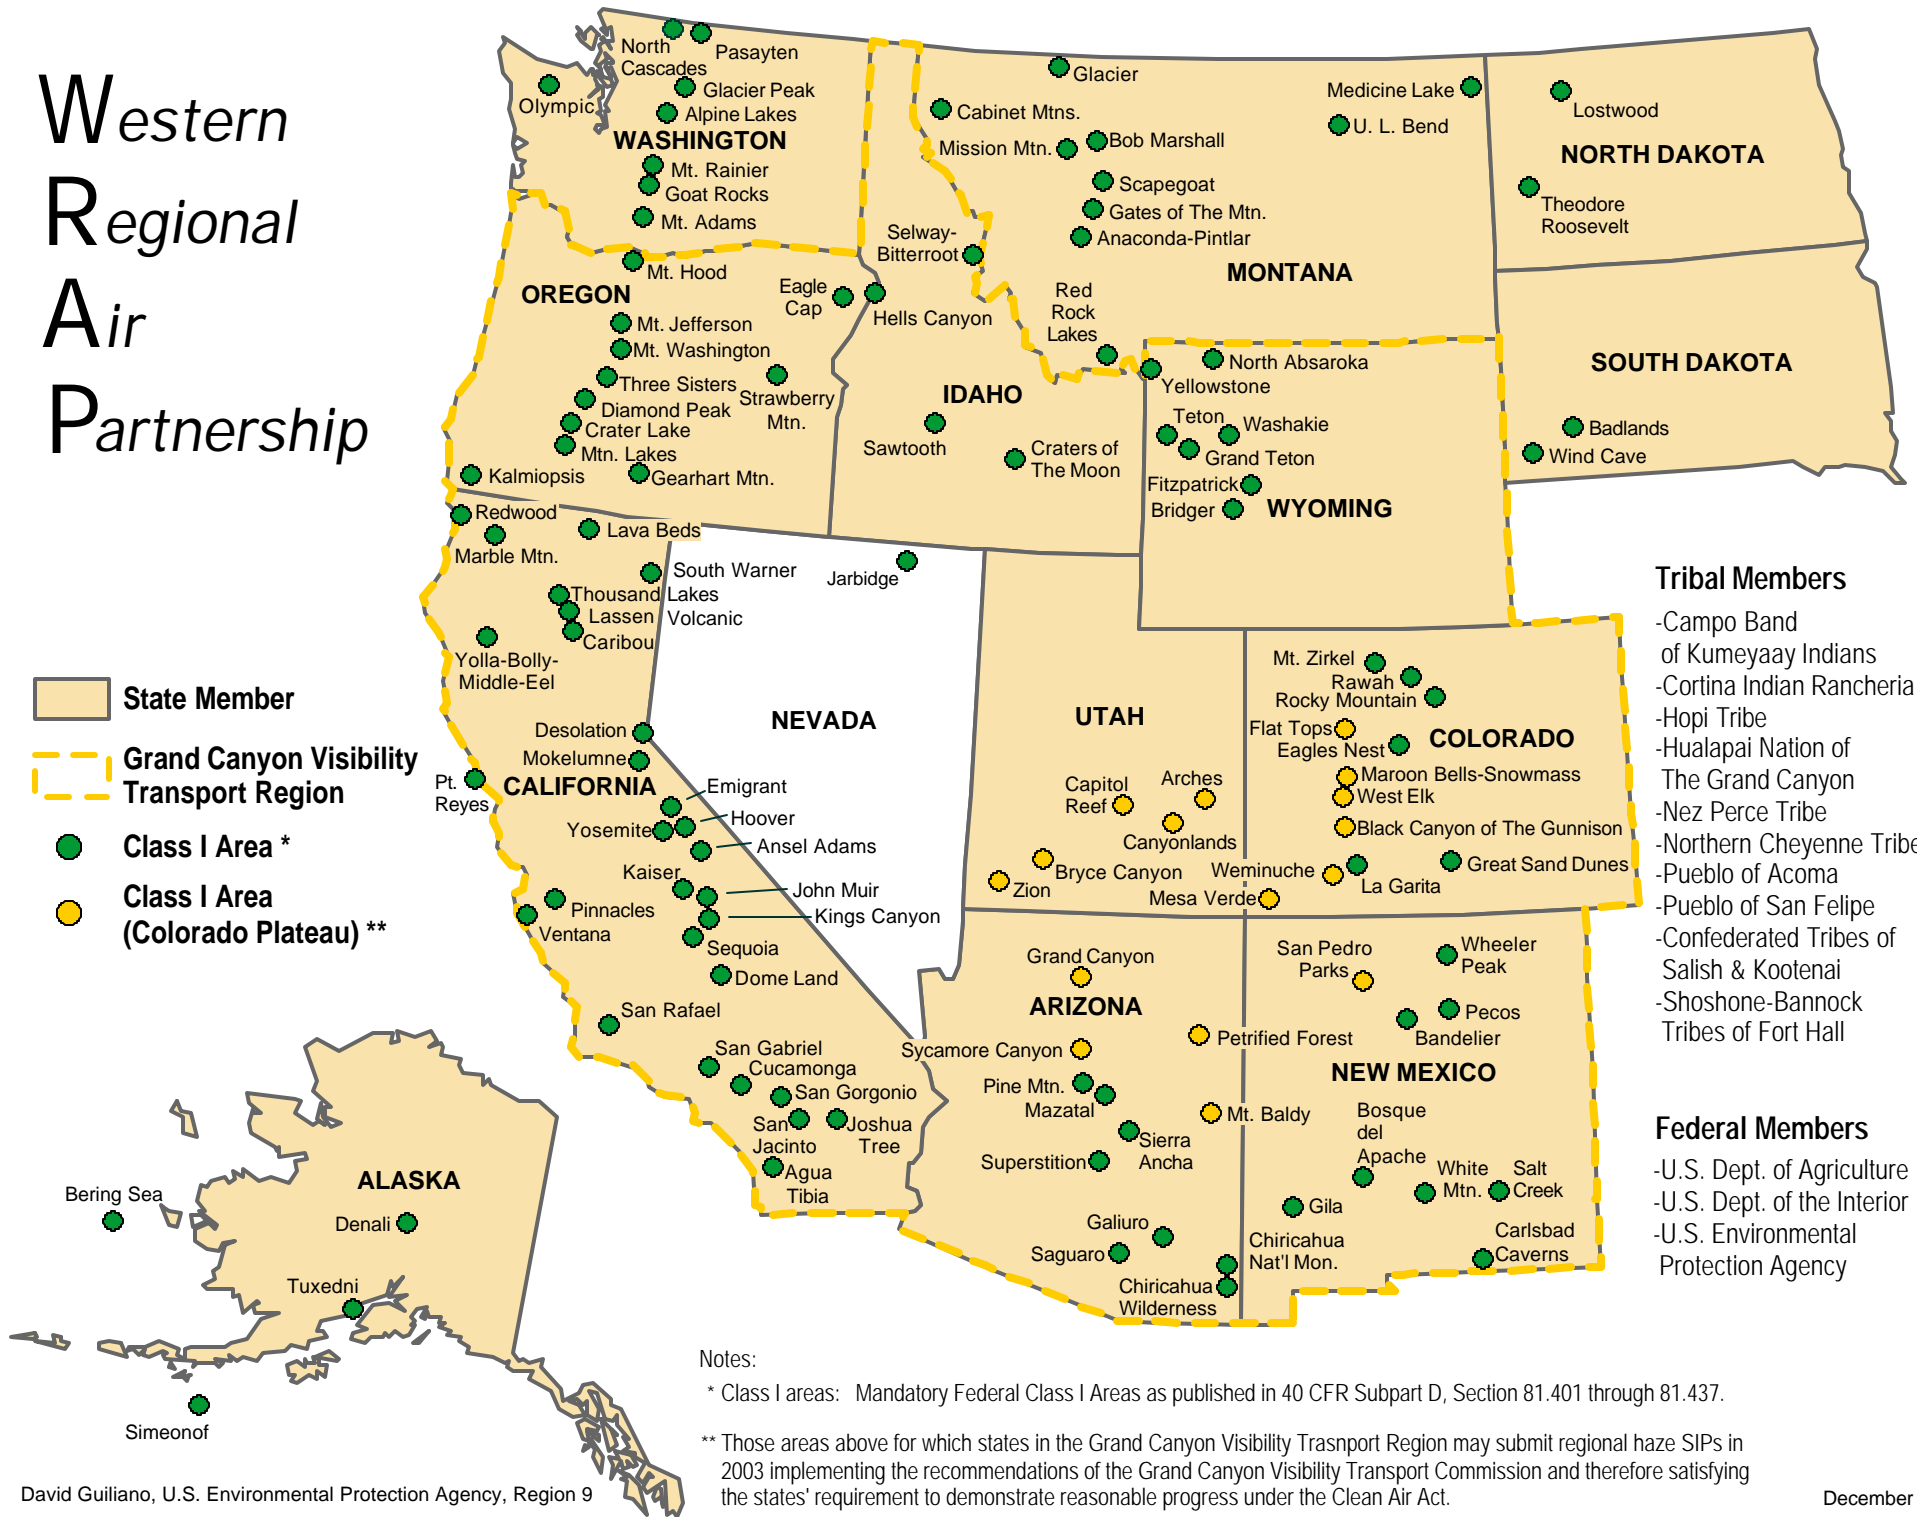 Western
Regional
Air
Partnership
North
Cascades
Pasayten
Olympic
Glacier Peak
Alpine Lakes
WASHINGTON
Mt. Rainier
Goat Rocks
Mt. Adams
Glacier
Cabinet Mtns.
Mission Mtn.
Bob Marshall
Scapegoat
Gates of The Mtn.
Anaconda-Pintlar
Medicine Lake
U. L. Bend
MONTANA
Red
Rock
Lakes
Lostwood
NORTH DAKOTA
Theodore
Roosevelt
SOUTH DAKOTA
Badlands
Wind Cave
Selway-
Bitterroot
Hells Canyon
IDAHO
Sawtooth
Craters of
The Moon
Mt. Hood
OREGON
Eagle
Cap
Mt. Jefferson
Mt. Washington
Three Sisters
Strawberry
Mtn.
Diamond Peak
Crater Lake
Mtn. Lakes
Kalmiopsis
Gearhart Mtn.
North Absaroka
Yellowstone
Teton
Washakie
Grand Teton
Fitzpatrick
Bridger
WYOMING
Redwood
Marble Mtn.
Lava Beds
South Warner
Thousand Lakes
Lassen Volcanic
Caribou
Yolla-Bolly-
Middle-Eel
Desolation
Mokelumne
CALIFORNIA
Pt.
Reyes
Emigrant
Hoover
Yosemite
Ansel Adams
Kaiser
John Muir
Kings Canyon
Pinnacles
Ventana
Sequoia
Dome Land
San Rafael
San Gabriel
Cucamonga
San Gorgonio
San
Jacinto
Joshua
Tree
Agua
Tibia
Jarbidge
NEVADA
UTAH
Capitol
Reef
Arches
Canyonlands
Bryce Canyon
Zion
Mt. Zirkel
Rawah
Rocky Mountain
Flat Tops
Eagles Nest
COLORADO
Maroon Bells-Snowmass
West Elk
Black Canyon of The Gunnison
Weminuche
La Garita
Great Sand Dunes
Mesa Verde
Grand Canyon
ARIZONA
Sycamore Canyon
Petrified Forest
Pine Mtn.
Mazatal
Mt. Baldy
Sierra
Ancha
Superstition
Galiuro
Saguaro
Chiricahua
Nat'l Mon.
Chiricahua
Wilderness
San Pedro
Parks
Wheeler
Peak
Pecos
Bandelier
NEW MEXICO
Bosque
del
Apache
White
Mtn.
Salt
Creek
Gila
Carlsbad
Caverns
ALASKA
Bering Sea
Denali
Tuxedni
Simeonof
State Member
Grand Canyon Visibility
Transport Region
Class I Area *
Class I Area
(Colorado Plateau) **
Tribal Members
-Campo Band
of Kumeyaay Indians
-Cortina Indian Rancheria
-Hopi Tribe
-Hualapai Nation of
The Grand Canyon
-Nez Perce Tribe
-Northern Cheyenne Tribe
-Pueblo of Acoma
-Pueblo of San Felipe
-Confederated Tribes of
Salish & Kootenai
-Shoshone-Bannock
Tribes of Fort Hall
Federal Members
-U.S. Dept. of Agriculture
-U.S. Dept. of the Interior
-U.S. Environmental
Protection Agency
Notes:
* Class I areas: Mandatory Federal Class I Areas as published in 40 CFR Subpart D, Section 81.401 through 81.437.
** Those areas above for which states in the Grand Canyon Visibility Trasnport Region may submit regional haze SIPs in
2003 implementing the recommendations of the Grand Canyon Visibility Transport Commission and therefore satisfying
the states' requirement to demonstrate reasonable progress under the Clean Air Act.
David Guiliano, U.S. Environmental Protection Agency, Region 9
December